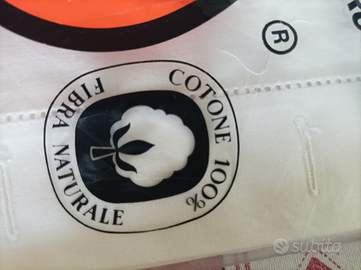 ®
COTONE 100%
FIBRA NATURALE
subito